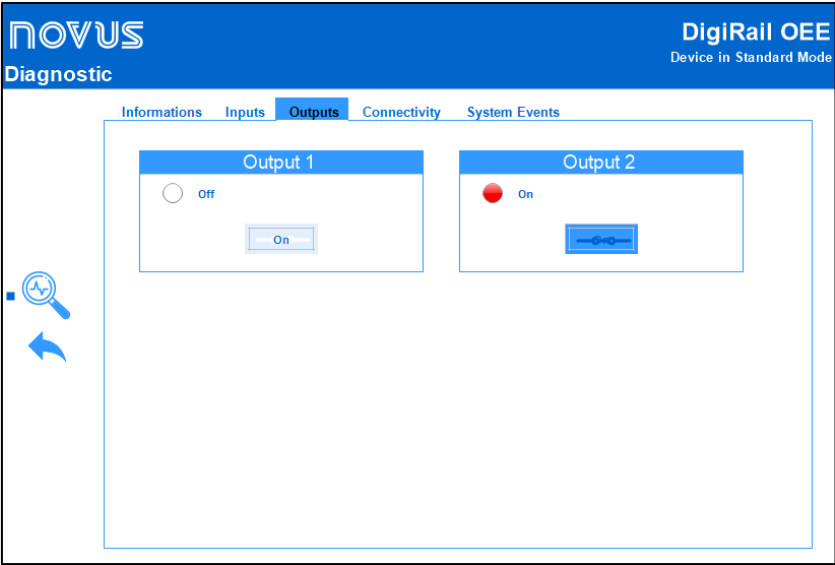 novus
DigiRail OEE
Device in Standard Mode
Diagnostic
Informations Inputs Outputs Connectivity System Events
Output 1 Output 2
Off On
On